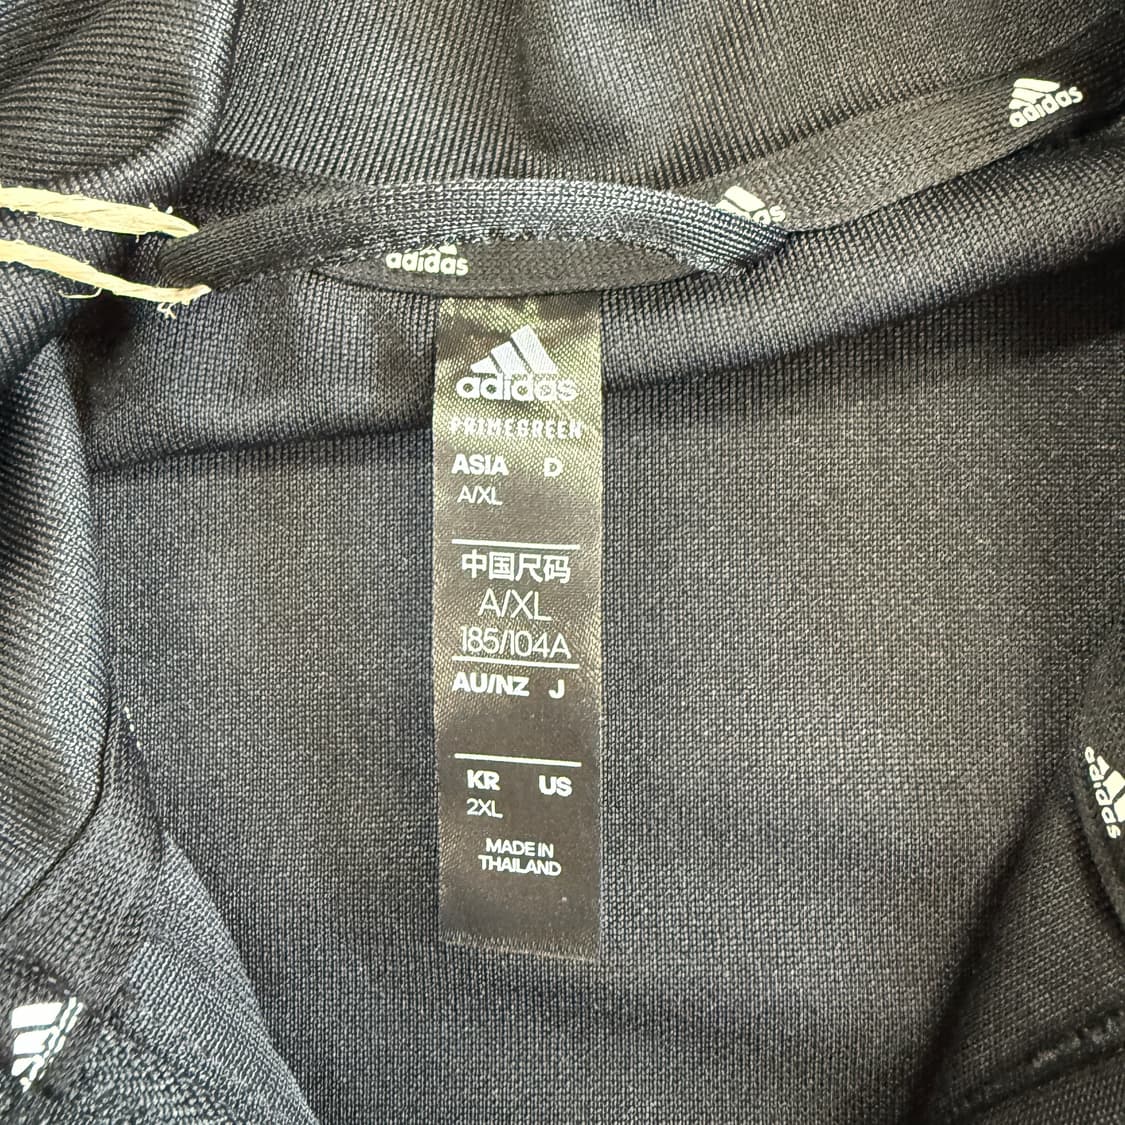 adidas
adidas
adidas
adidas
PRIMEGREEN
ASIA D
A/XL
中国尺码
A/XL
185/104A
AU/NZ J
KR US
2XL
MADE IN
THAILAND
adidas